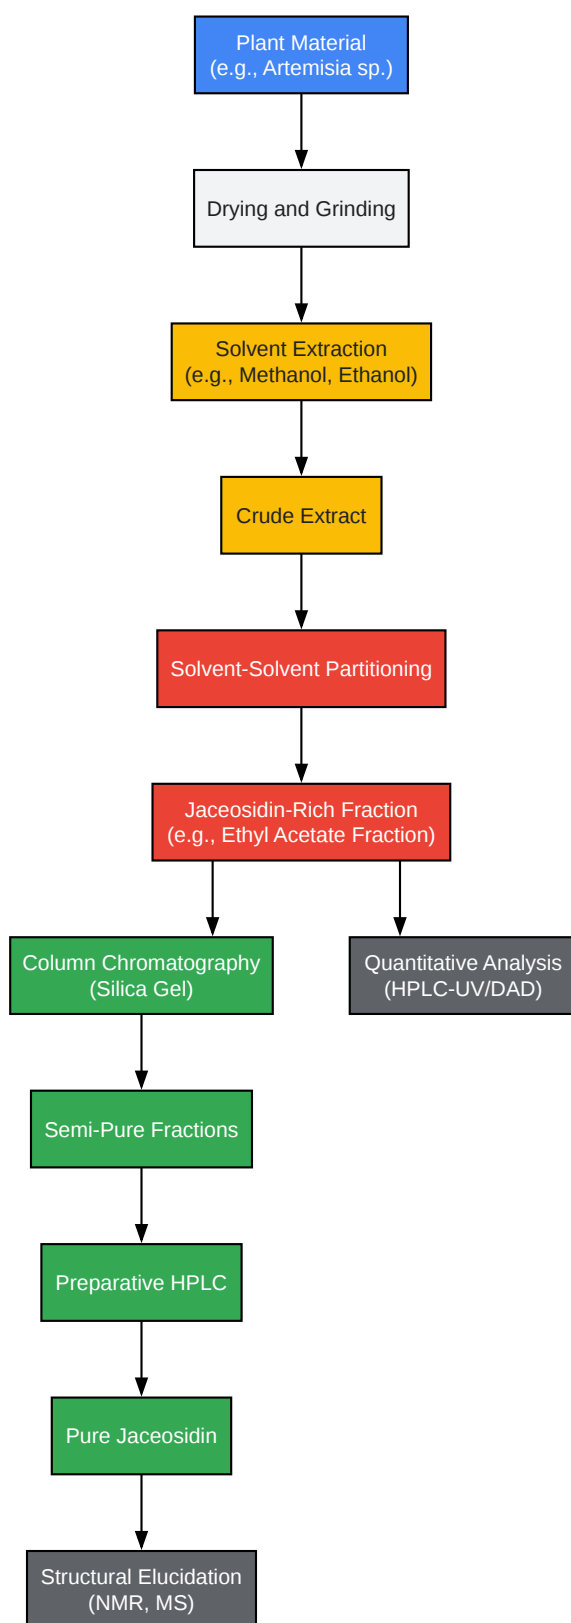 Plant Material
(e.g., Artemisia sp.)
Drying and Grinding
Solvent Extraction
(e.g., Methanol, Ethanol)
Crude Extract
Solvent-Solvent Partitioning
Jaceosidin-Rich Fraction
(e.g., Ethyl Acetate Fraction)
Column Chromatography
(Silica Gel)
Quantitative Analysis
(HPLC-UV/DAD)
Semi-Pure Fractions
Preparative HPLC
Pure Jaceosidin
Structural Elucidation
(NMR, MS)